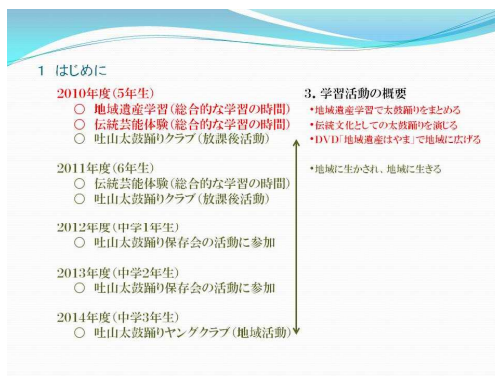 1 はじめに
2010年度(5年生)
○ 地域遺産学習(総合的な学習の時間)
○ 伝統芸能体験(総合的な学習の時間)
○ 吐山太鼓踊りクラブ(放課後活動)
2011年度(6年生)
○ 伝統芸能体験(総合的な学習の時間)
○ 吐山太鼓踊りクラブ(放課後活動)
2012年度(中学1年生)
○ 吐山太鼓踊り保存会の活動に参加
2013年度(中学2年生)
○ 吐山太鼓踊り保存会の活動に参加
2014年度(中学3年生)
○ 吐山太鼓踊りヤングクラブ(地域活動)
3. 学習活動の概要
・地域遺産学習で太鼓踊りをまとめる
・伝統文化としての太鼓踊りを演じる
・DVD「地域遺産はやま」で地域に広げる
・地域に生かされ、地域に生きる